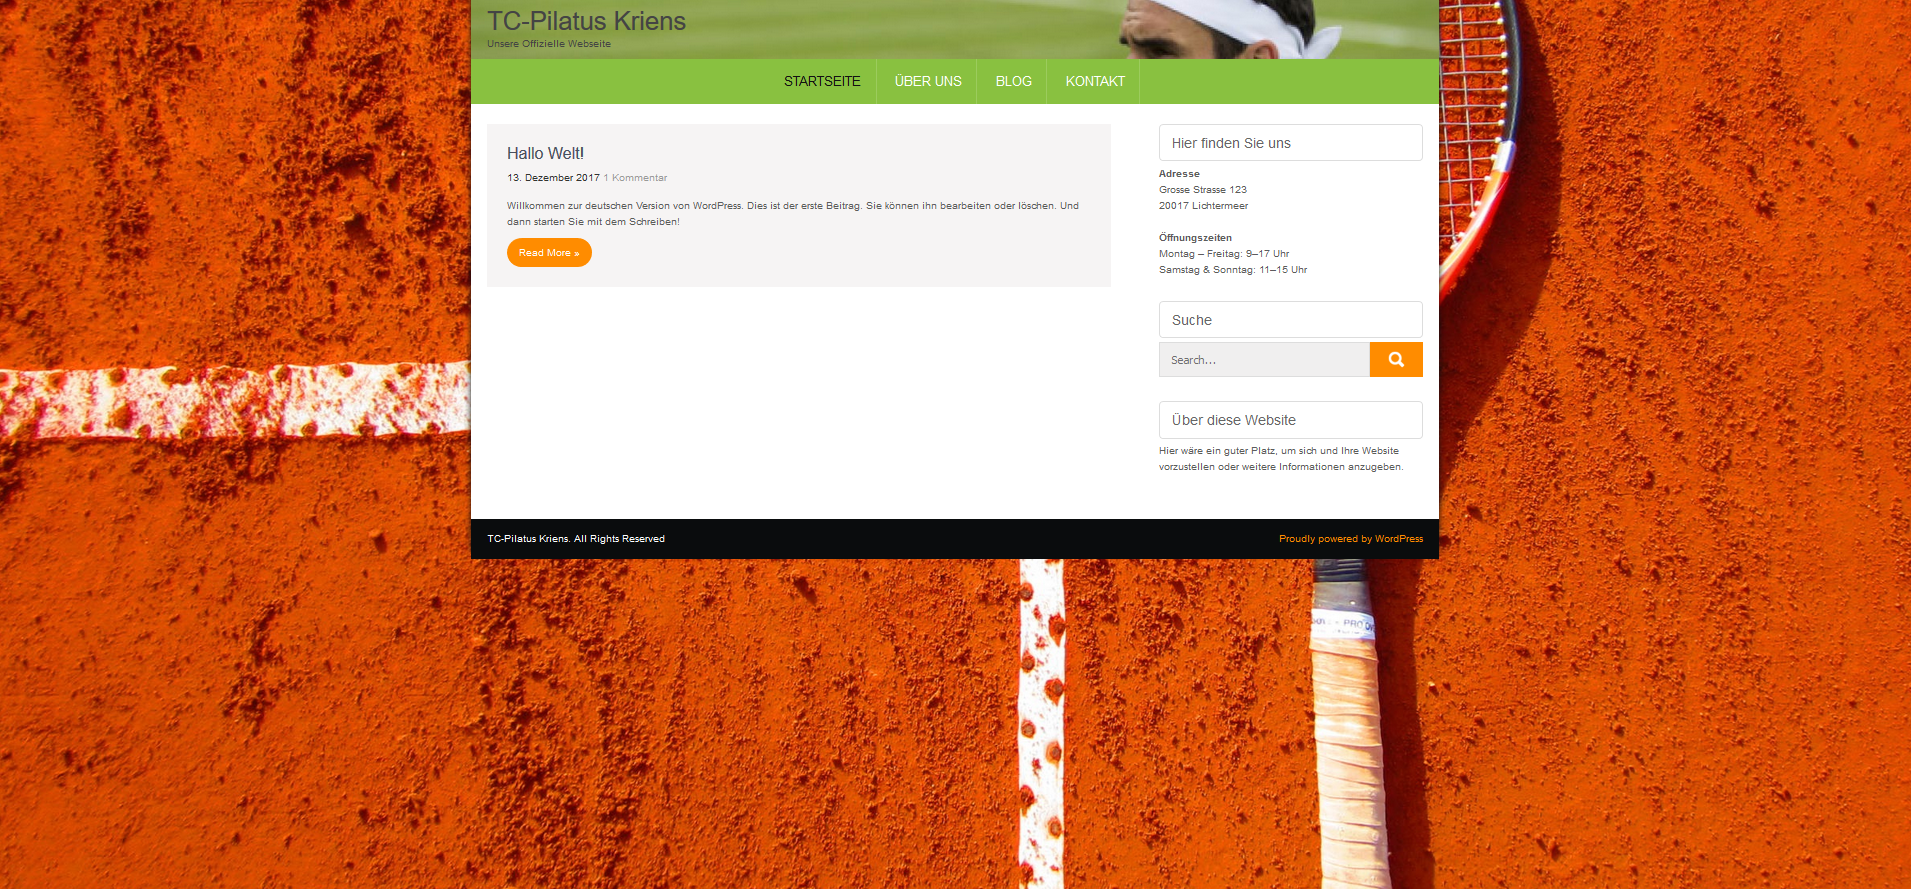 TC-Pilatus Kriens
Unsere Offizielle Webseite
STARTSEITE
ÜBER UNS
BLOG
KONTAKT
Hallo Welt!
13. Dezember 2017 1 Kommentar
Willkommen zur deutschen Version von WordPress. Dies ist der erste Beitrag. Sie können ihn bearbeiten oder löschen. Und
dann starten Sie mit dem Schreiben!
Read More »
Hier finden Sie uns
Adresse
Grosse Strasse 123
20017 Lichtermeer
Öffnungszeiten
Montag – Freitag: 9–17 Uhr
Samstag & Sonntag: 11–15 Uhr
Suche
Search...
Über diese Website
Hier wäre ein guter Platz, um sich und Ihre Website
vorzustellen oder weitere Informationen anzugeben.
TC-Pilatus Kriens. All Rights Reserved
Proudly powered by WordPress
PRO